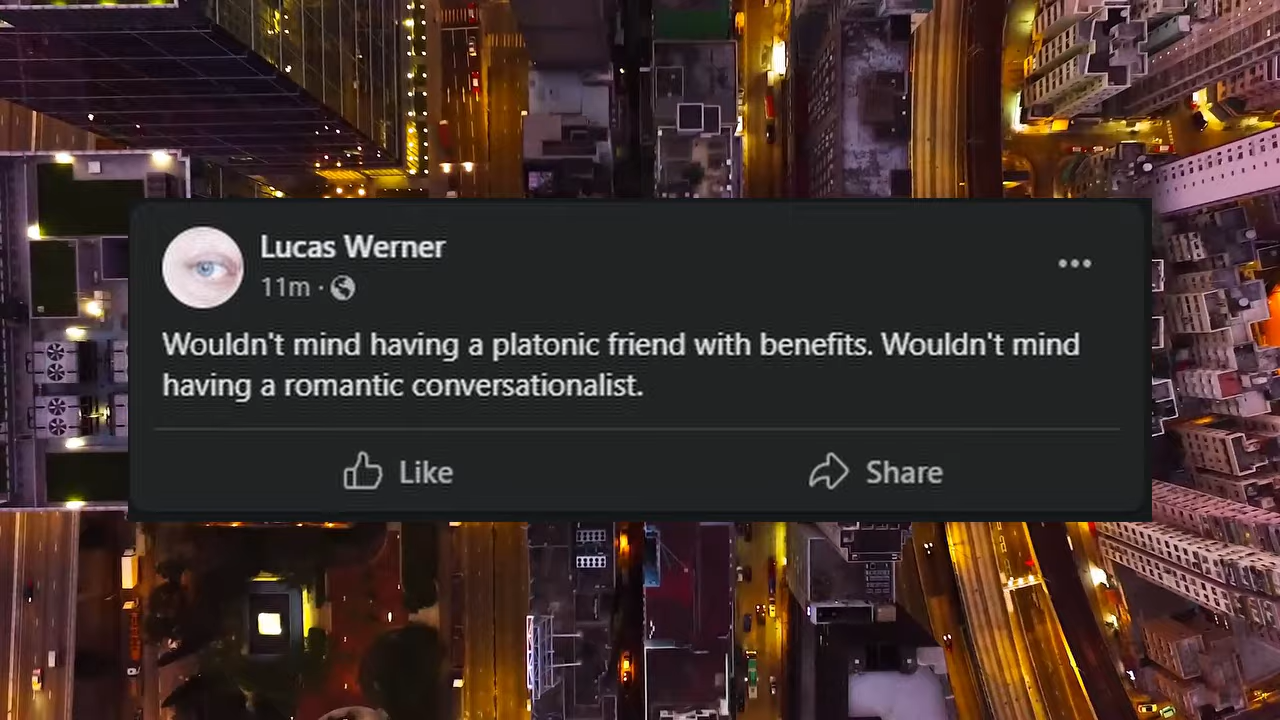 Lucas Werner
11m ·
Wouldn't mind having a platonic friend with benefits. Wouldn't mind
having a romantic conversationalist.
Like
Share